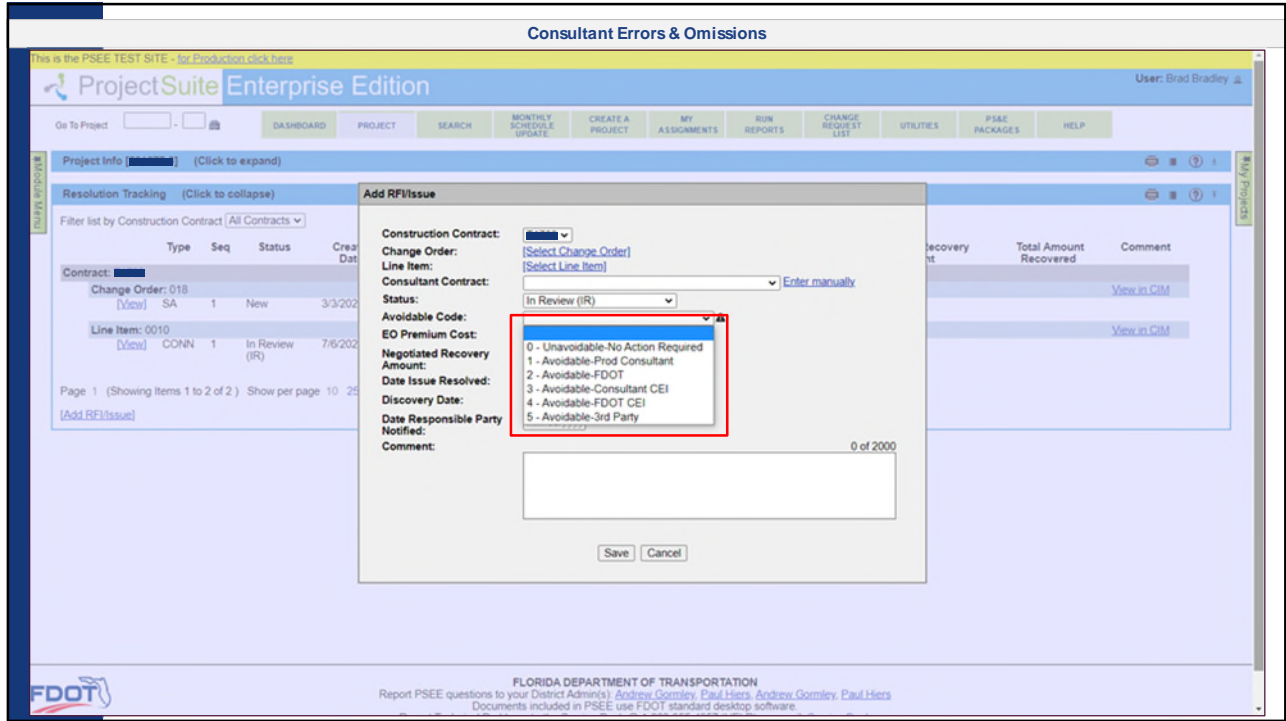 Consultant Errors & Omissions
This is the PSEE TEST SITE - for Production click here
ProjectSuite Enterprise Edition
User: Brad Bradley
Go To Project
-
DASHBOARD
PROJECT
SEARCH
MONTHLY SCHEDULE UPDATE
CREATE A PROJECT
MY ASSIGNMENTS
RUN REPORTS
CHANGE REQUEST LIST
UTILITIES
PS&E PACKAGES
HELP
Module Menu
My Projects
Project Info [ ] (Click to expand)
Resolution Tracking (Click to collapse)
Filter list by Construction Contract All Contracts
Type Seq Status
Recovery
Total Amount Recovered
Comment
Contract:
Change Order: 018
View in CIM
[View] SA 1 New 3/3/202
Line Item: 0010
View in CIM
[View] CONN 1 In Review (IR) 7/6/202
Page 1 (Showing Items 1 to 2 of 2 ) Show per page 10 25
[Add RFI/Issue]
Add RFI/Issue
Construction Contract:
Change Order: [Select Change Order]
Line Item: [Select Line Item]
Consultant Contract: Enter manually
Status: In Review (IR)
Avoidable Code:
EO Premium Cost:
0 - Unavoidable-No Action Required
1 - Avoidable-Prod Consultant
2 - Avoidable-FDOT
3 - Avoidable-Consultant CEI
4 - Avoidable-FDOT CEI
5 - Avoidable-3rd Party
Negotiated Recovery Amount:
Date Issue Resolved:
Discovery Date:
Date Responsible Party Notified:
Comment: 0 of 2000
Save Cancel
FDOT
FLORIDA DEPARTMENT OF TRANSPORTATION
Report PSEE questions to your District Admin(s): Andrew Gormley, Paul Hiers, Andrew Gormley, Paul Hiers
Documents included in PSEE use FDOT standard desktop software.